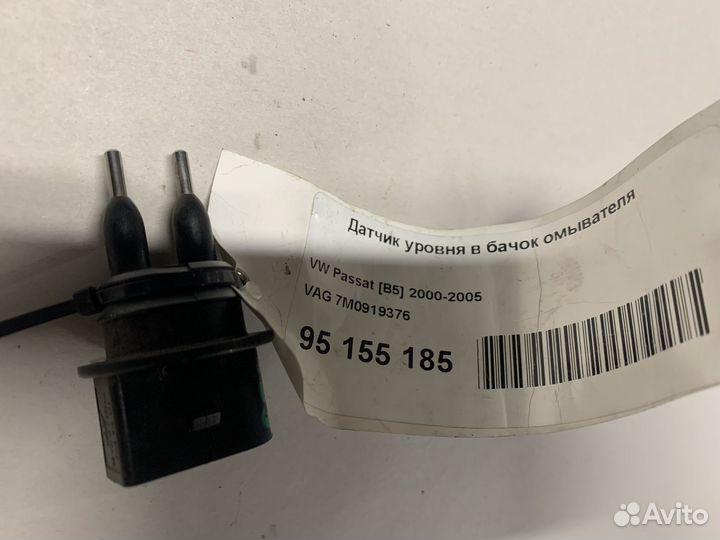 Датчик уровня в бачок омывателя
VW Passat [B5] 2000-2005
VAG 7M0919376
95 155 185
Avito